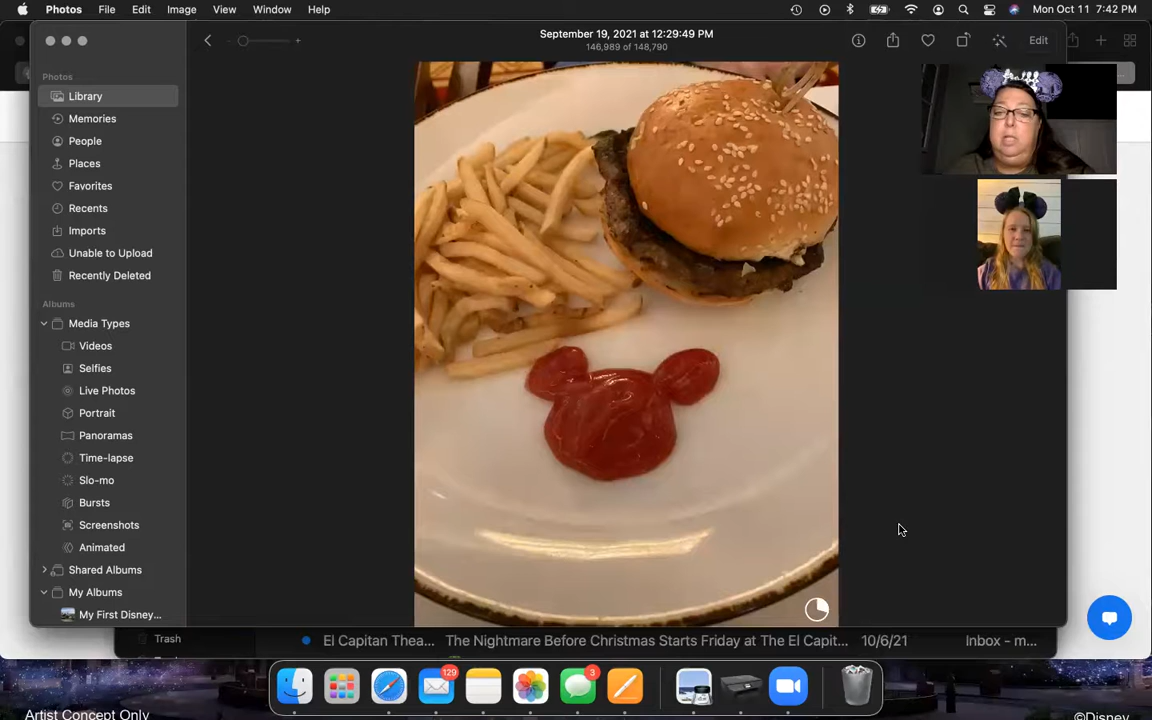 Photos File Edit Image View Window Help Mon Oct 11 7:42 PM
September 19, 2021 at 12:29:49 PM
146,989 of 148,790
Edit
Photos
Library
Memories
People
Places
Favorites
Recents
Imports
Unable to Upload
Recently Deleted
Albums
Media Types
Videos
Selfies
Live Photos
Portrait
Panoramas
Time-lapse
Slo-mo
Bursts
Screenshots
Animated
Shared Albums
My Albums
My First Disney...
Trash
El Capitan Thea... The Nightmare Before Christmas Starts Friday at The El Capit... 10/6/21 Inbox - m...
129
3
Artist Concept Only ©Disney